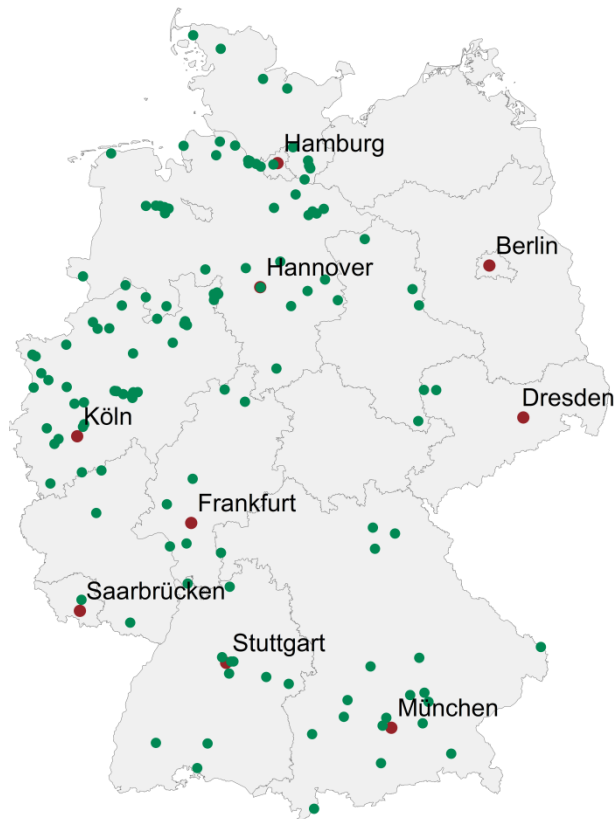 Hamburg
Berlin
Hannover
Dresden
Köln
Frankfurt
Saarbrücken
Stuttgart
München